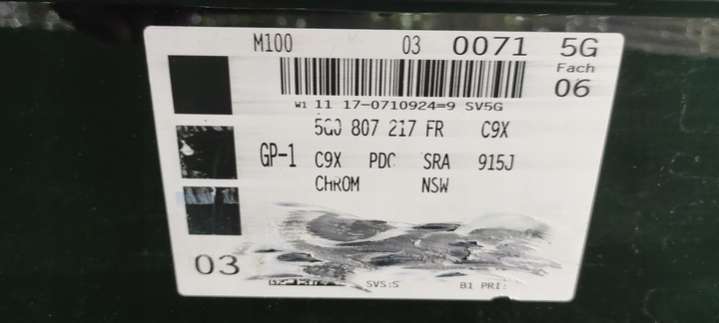 M100 03 0071 5G
Fach
06
W1 11 17-0710924=9 SV5G
5G0 807 217 FR C9X
GP-1 C9X PDC SRA 915J
CHROM NSW
03
SVS:S B1 PRI: